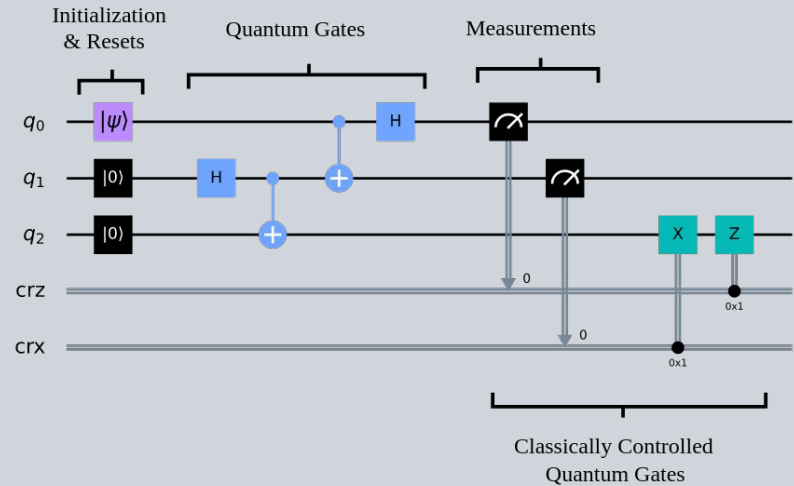 Initialization
& Resets
Quantum Gates
Measurements
q0 |ψ⟩ H
q1 |0⟩ H
q2 |0⟩ X Z
crz 0 0x1
crx 0 0x1
Classically Controlled
Quantum Gates